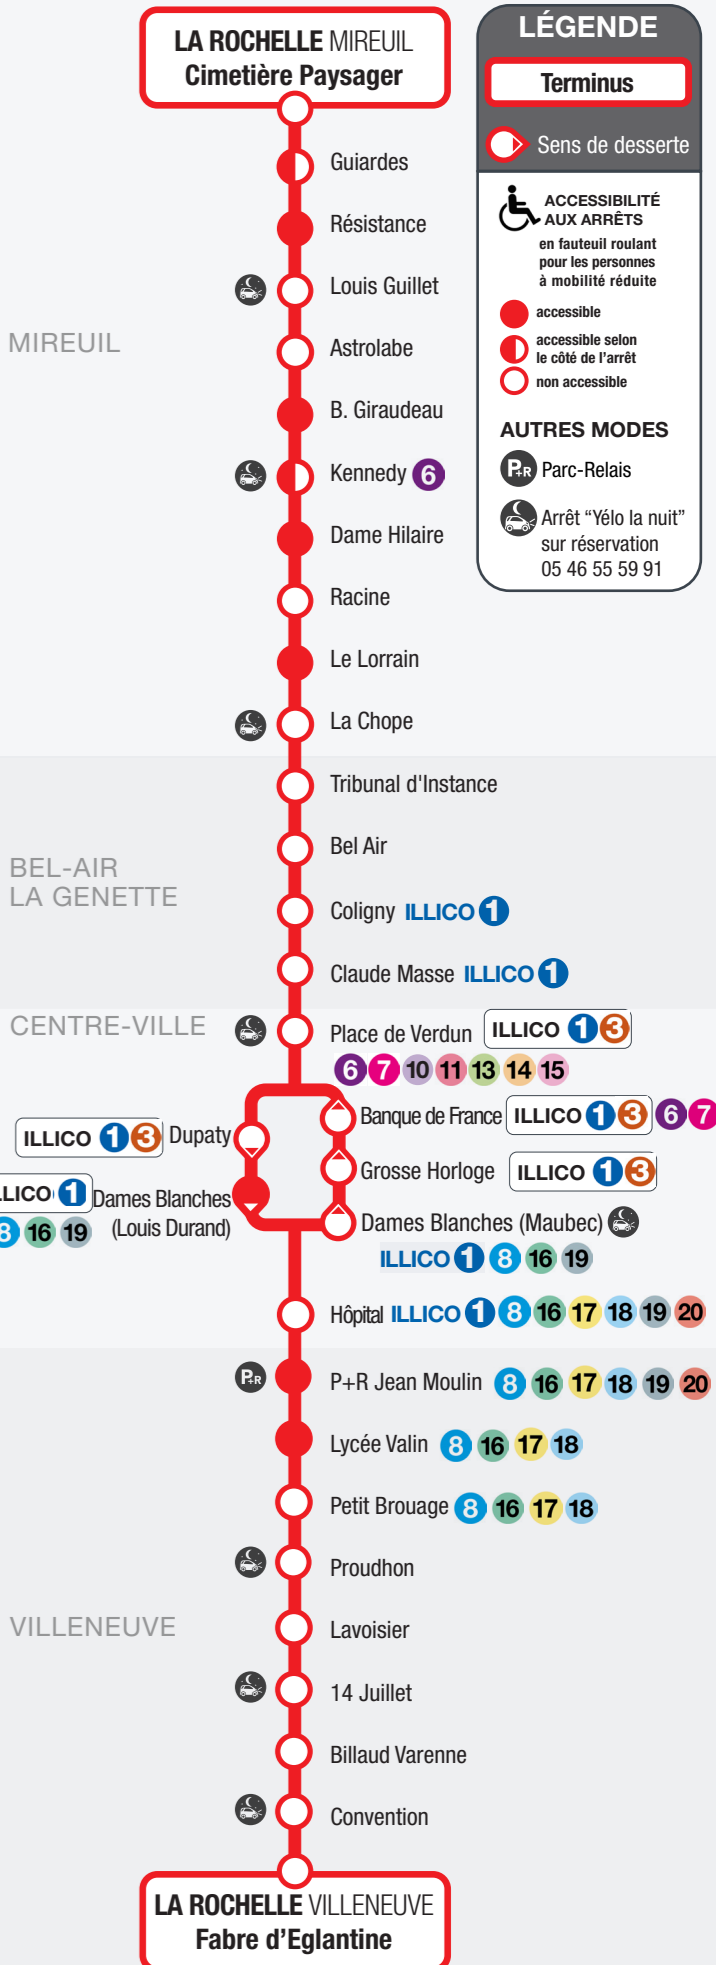 LA ROCHELLE MIREUIL
Cimetière Paysager
LÉGENDE
Terminus
Sens de desserte
ACCESSIBILITÉ
AUX ARRÊTS
en fauteuil roulant
pour les personnes
à mobilité réduite
accessible
accessible selon
le côté de l'arrêt
non accessible
AUTRES MODES
P+R Parc-Relais
Arrêt “Yélo la nuit”
sur réservation
05 46 55 59 91
MIREUIL
Guiardes
Résistance
Louis Guillet
Astrolabe
B. Giraudeau
Kennedy 6
Dame Hilaire
Racine
Le Lorrain
La Chope
BEL-AIR
LA GENETTE
Tribunal d'Instance
Bel Air
Coligny ILLICO 1
Claude Masse ILLICO 1
CENTRE-VILLE
Place de Verdun ILLICO 1 3
6 7 10 11 13 14 15
Banque de France ILLICO 1 3 6 7
ILLICO 1 3 Dupaty
Grosse Horloge ILLICO 1 3
LLICO 1 Dames Blanches
8 16 19 (Louis Durand)
Dames Blanches (Maubec)
ILLICO 1 8 16 19
Hôpital ILLICO 1 8 16 17 18 19 20
VILLENEUVE
P+R P+R Jean Moulin 8 16 17 18 19 20
Lycée Valin 8 16 17 18
Petit Brouage 8 16 17 18
Proudhon
Lavoisier
14 Juillet
Billaud Varenne
Convention
LA ROCHELLE VILLENEUVE
Fabre d'Eglantine